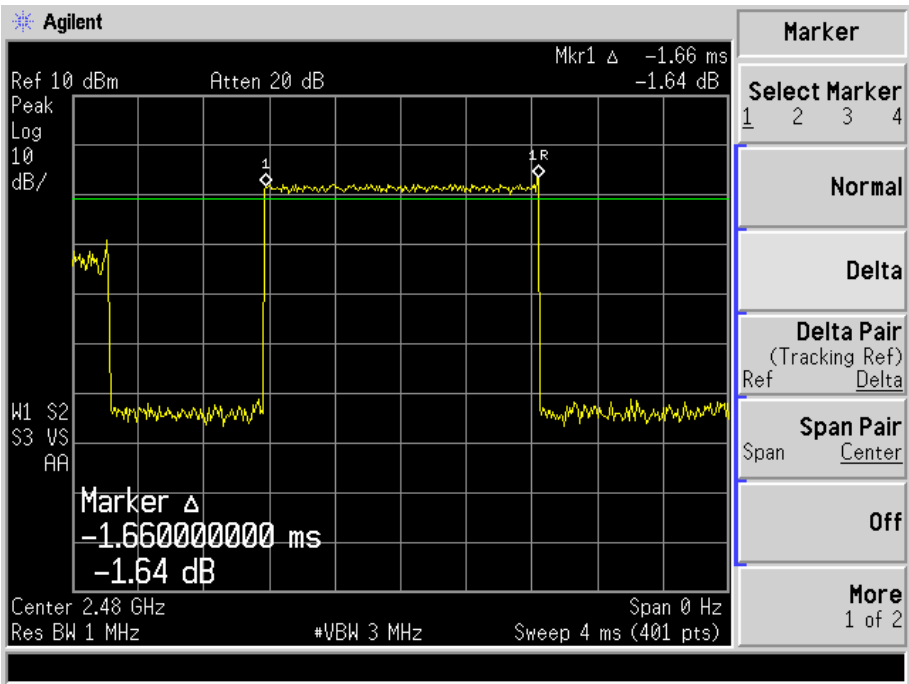 Agilent
Mkr1 Δ -1.66 ms
Ref 10 dBm Atten 20 dB -1.64 dB
Peak
Log
10
dB/
1
1R
W1 S2
S3 VS
AA
Marker Δ
-1.660000000 ms
-1.64 dB
Center 2.48 GHz Span 0 Hz
Res BW 1 MHz #VBW 3 MHz Sweep 4 ms (401 pts)
Marker
Select Marker
1 2 3 4
Normal
Delta
Delta Pair
(Tracking Ref)
Ref Delta
Span Pair
Span Center
Off
More
1 of 2